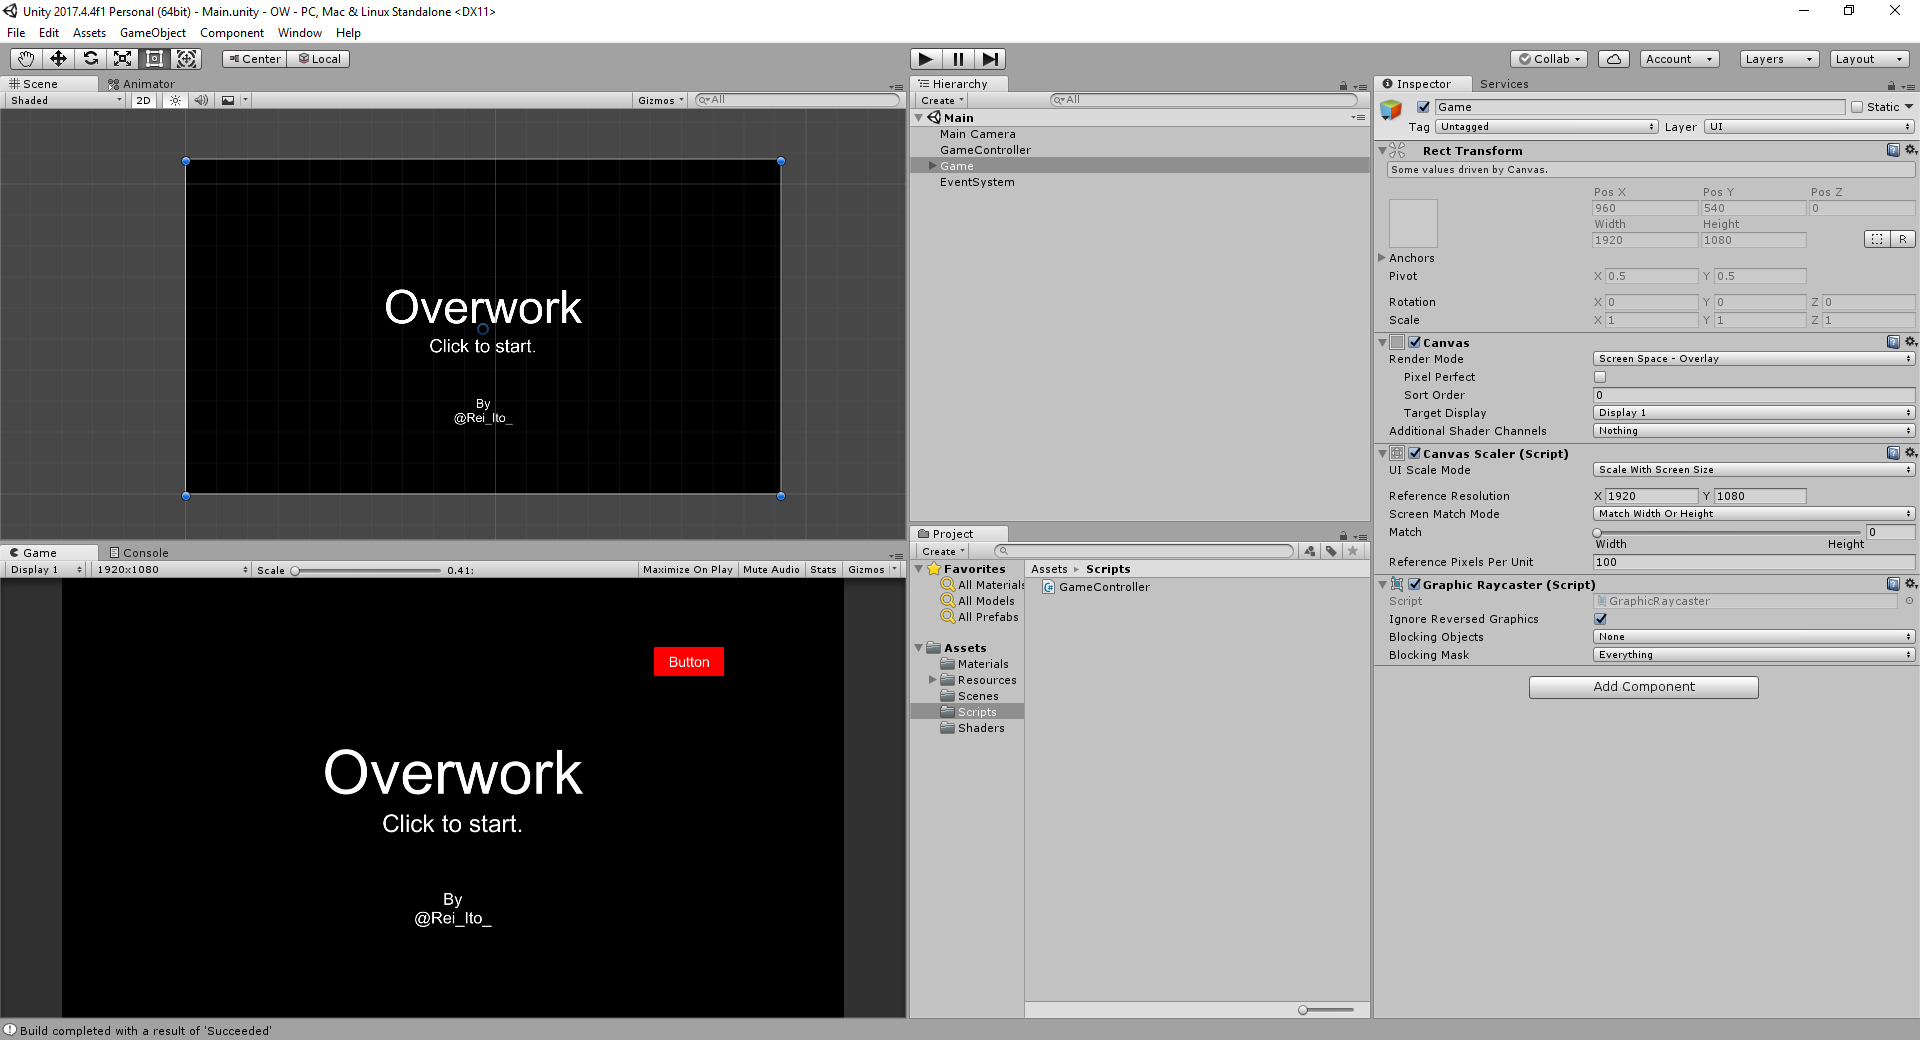 Unity 2017.4.4f1 Personal (64bit) - Main.unity - OW - PC, Mac & Linux Standalone <DX11>
File Edit Assets GameObject Component Window Help
Center Local
Collab Account Layers Layout
Scene Animator
Shaded 2D Gizmos All
Overwork
Click to start.
By
@Rei_Ito_
Game Console
Display 1 1920x1080 Scale 0.41: Maximize On Play Mute Audio Stats Gizmos
Button
Overwork
Click to start.
By
@Rei_Ito_
Hierarchy
Create All
Main
Main Camera
GameController
Game
EventSystem
Project
Create
Favorites
All Materials
All Models
All Prefabs
Assets
Materials
Resources
Scenes
Scripts
Shaders
Assets Scripts
GameController
Inspector Services
Game Static
Tag Untagged Layer UI
Rect Transform
Some values driven by Canvas.
Pos X Pos Y Pos Z
960 540 0
Width Height
1920 1080 R
Anchors
Pivot X 0.5 Y 0.5
Rotation X 0 Y 0 Z 0
Scale X 1 Y 1 Z 1
Canvas
Render Mode Screen Space - Overlay
Pixel Perfect
Sort Order 0
Target Display Display 1
Additional Shader Channels Nothing
Canvas Scaler (Script)
UI Scale Mode Scale With Screen Size
Reference Resolution X 1920 Y 1080
Screen Match Mode Match Width Or Height
Match 0
Width Height
Reference Pixels Per Unit 100
Graphic Raycaster (Script)
Script GraphicRaycaster
Ignore Reversed Graphics
Blocking Objects None
Blocking Mask Everything
Add Component
Build completed with a result of 'Succeeded'